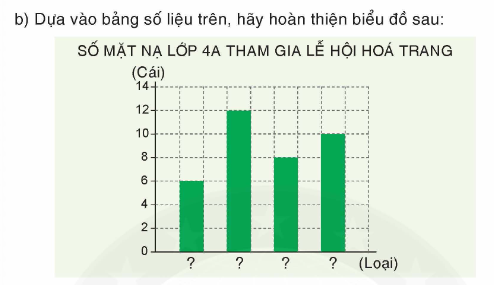 b) Dựa vào bảng số liệu trên, hãy hoàn thiện biểu đồ sau:
SỐ MẶT NẠ LỚP 4A THAM GIA LỄ HỘI HOÁ TRANG
(Cái)
14
12
10
8
6
4
2
0
? ? ? ? (Loại)